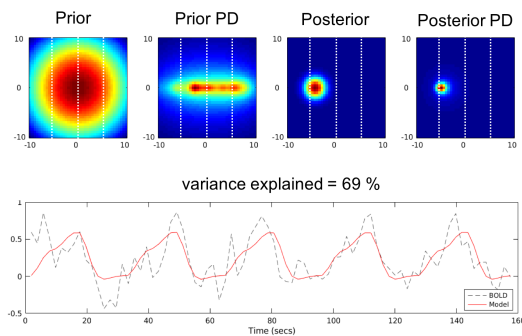 Prior Prior PD Posterior Posterior PD
10 10 10 10
0 0 0 0
-10 -10 -10 -10
-10 0 10 -10 0 10 -10 0 10 -10 0 10
variance explained = 69 %
1
0.5
0
-0.5
0 20 40 60 80 100 120 140 160
BOLD
Model
Time (secs)